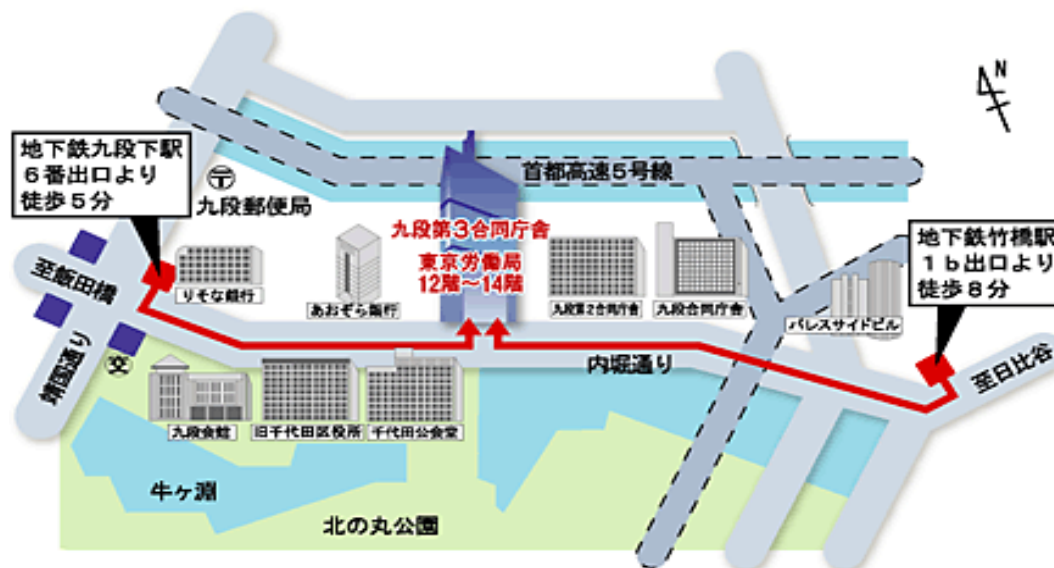 N
地下鉄九段下駅
６番出口より
徒歩５分
首都高速５号線
九段郵便局
九段第３合同庁舎
東京労働局
12階～14階
地下鉄竹橋駅
１ｂ出口より
徒歩８分
至飯田橋
りそな銀行
あおぞら銀行
九段第２合同庁舎
九段合同庁舎
パレスサイドビル
靖国通り
内堀通り
至日比谷
九段会館
旧千代田区役所
千代田公会堂
牛ヶ淵
北の丸公園